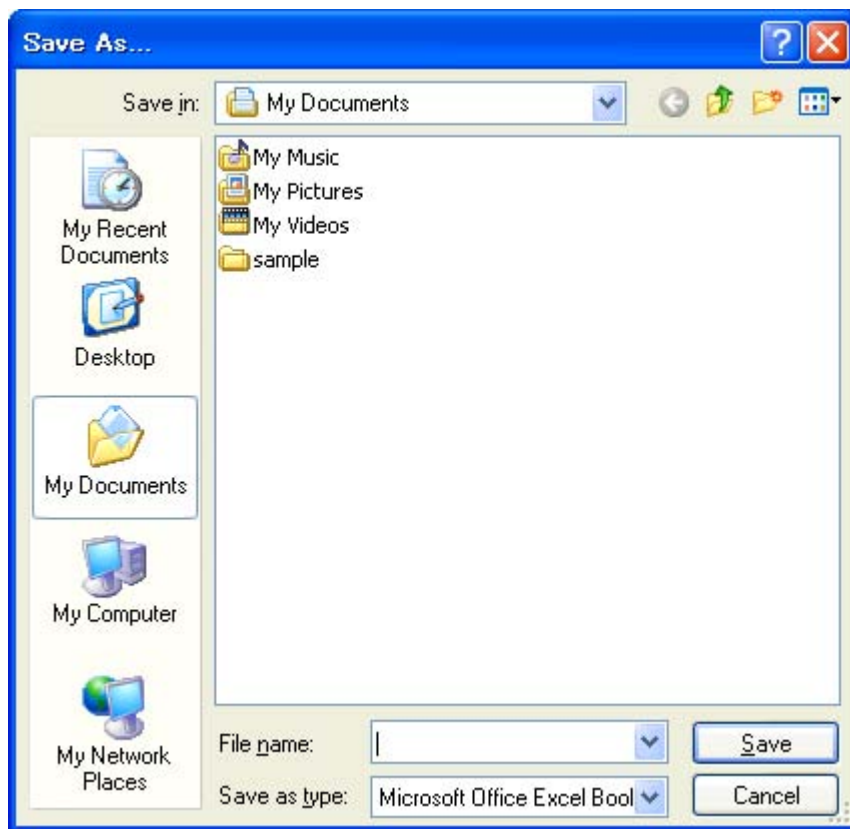 Save As...
Save in:
My Documents
My Music
My Pictures
My Videos
sample
My Recent
Documents
Desktop
My Documents
My Computer
My Network
Places
File name:
Save
Save as type:
Microsoft Office Excel Bool
Cancel